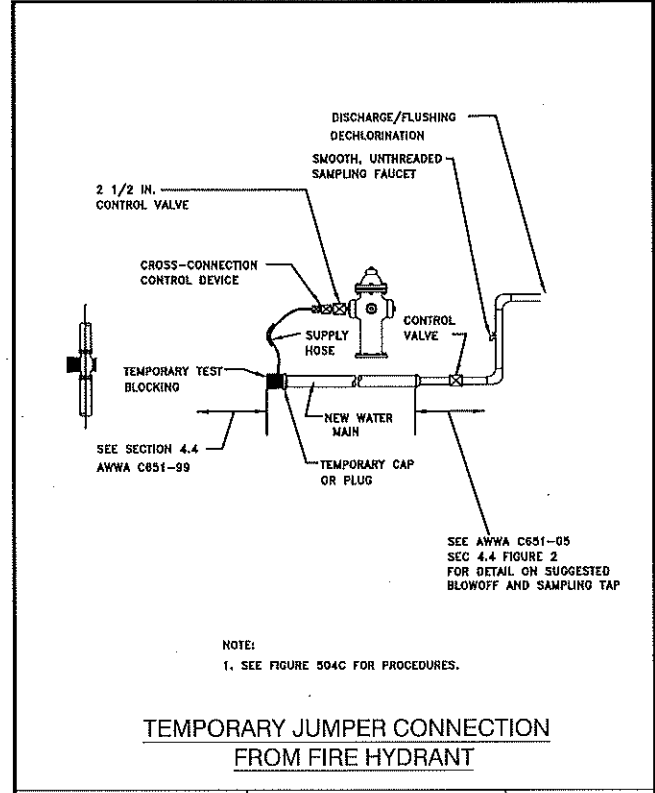 DISCHARGE/FLUSHING
DECHLORINATION
SMOOTH, UNTHREADED
SAMPLING FAUCET
2 1/2 IN.
CONTROL VALVE
CROSS-CONNECTION
CONTROL DEVICE
SUPPLY
HOSE
CONTROL
VALVE
TEMPORARY TEST
BLOCKING
NEW WATER
MAIN
SEE SECTION 4.4
AWWA C651-99
TEMPORARY CAP
OR PLUG
SEE AWWA C651-05
SEC 4.4 FIGURE 2
FOR DETAIL ON SUGGESTED
BLOWOFF AND SAMPLING TAP
NOTE:
1. SEE FIGURE 504C FOR PROCEDURES.
TEMPORARY JUMPER CONNECTION
FROM FIRE HYDRANT